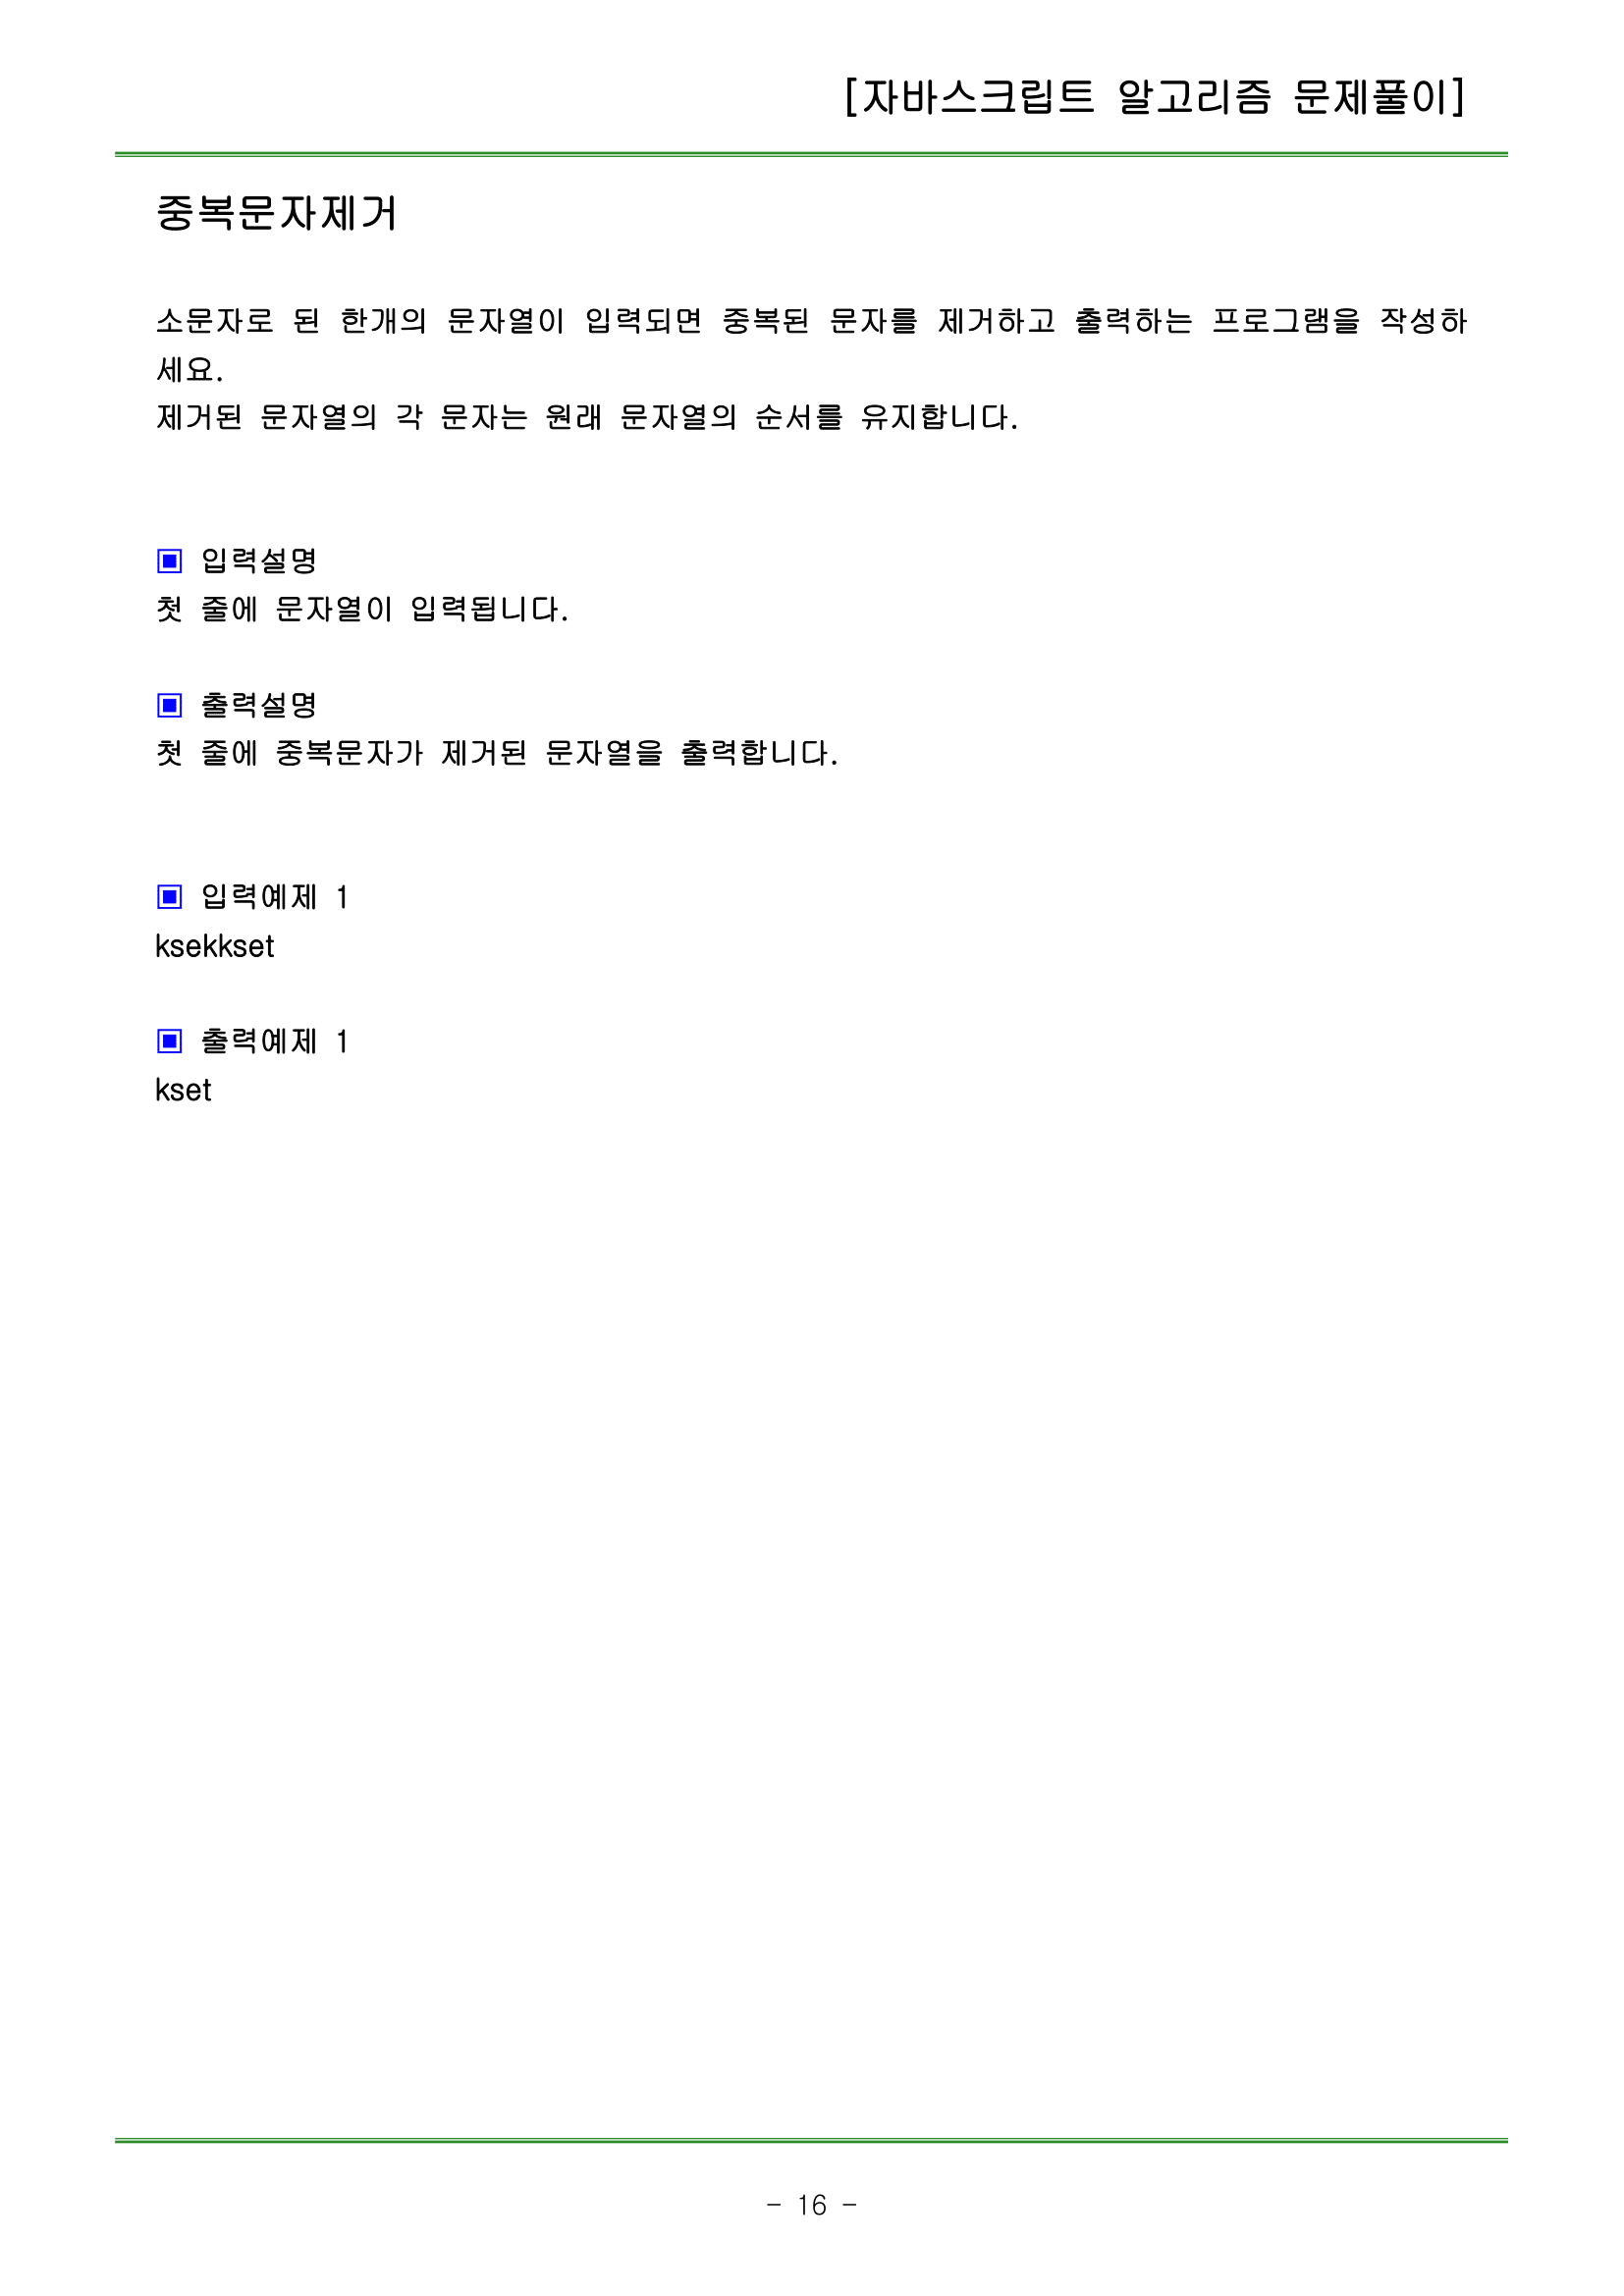 [자바스크립트 알고리즘 문제풀이]
중복문자제거
소문자로 된 한개의 문자열이 입력되면 중복된 문자를 제거하고 출력하는 프로그램을 작성하
세요.
제거된 문자열의 각 문자는 원래 문자열의 순서를 유지합니다.
▣ 입력설명
첫 줄에 문자열이 입력됩니다.
▣ 출력설명
첫 줄에 중복문자가 제거된 문자열을 출력합니다.
▣ 입력예제 1
ksekkset
▣ 출력예제 1
kset
- 16 -